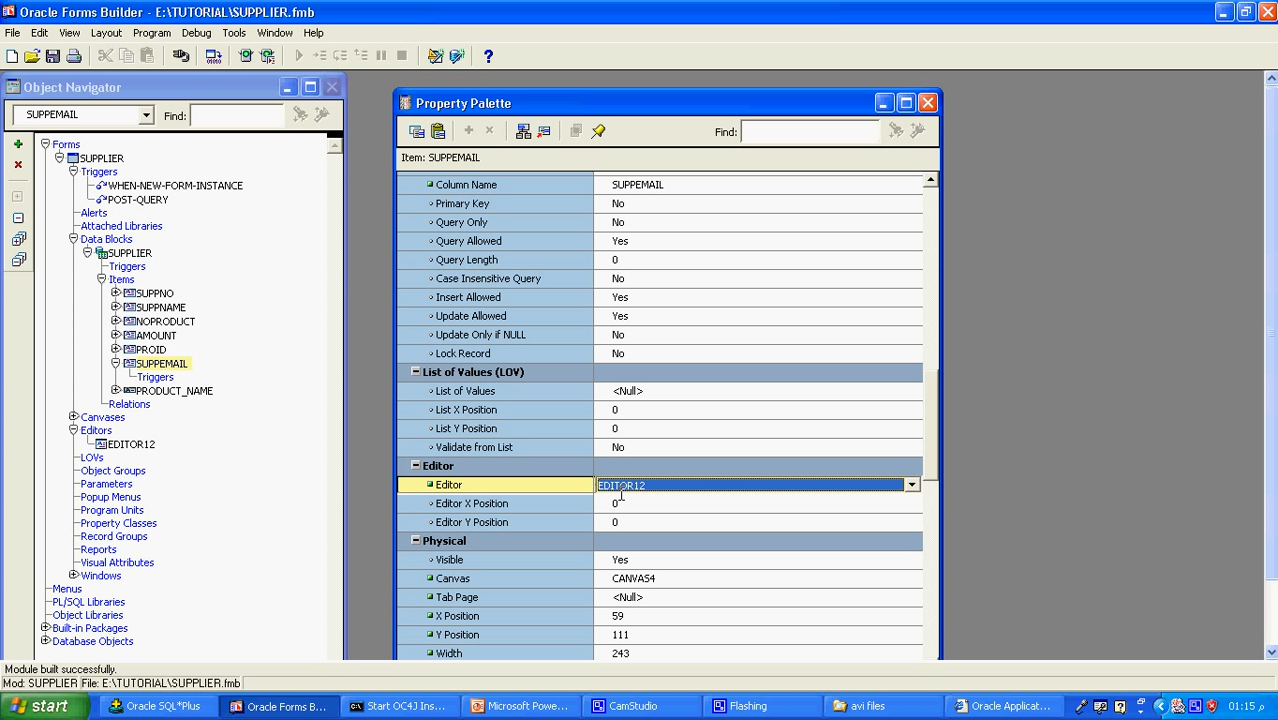 Oracle Forms Builder - E:\TUTORIAL\SUPPLIER.fmb
File Edit View Layout Program Debug Tools Window Help
Object Navigator
SUPPEMAIL Find:
Forms
SUPPLIER
Triggers
WHEN-NEW-FORM-INSTANCE
POST-QUERY
Alerts
Attached Libraries
Data Blocks
SUPPLIER
Triggers
Items
SUPPNO
SUPPNAME
NOPRODUCT
AMOUNT
PROID
SUPPEMAIL
Triggers
PRODUCT_NAME
Relations
Canvases
Editors
EDITOR12
LOVs
Object Groups
Parameters
Popup Menus
Program Units
Property Classes
Record Groups
Reports
Visual Attributes
Windows
Menus
PL/SQL Libraries
Object Libraries
Built-in Packages
Database Objects
Property Palette
Find:
Item: SUPPEMAIL
Column Name SUPPEMAIL
Primary Key No
Query Only No
Query Allowed Yes
Query Length 0
Case Insensitive Query No
Insert Allowed Yes
Update Allowed Yes
Update Only if NULL No
Lock Record No
List of Values (LOV)
List of Values <Null>
List X Position 0
List Y Position 0
Validate from List No
Editor
Editor EDITOR12
Editor X Position 0
Editor Y Position 0
Physical
Visible Yes
Canvas CANVAS4
Tab Page <Null>
X Position 59
Y Position 111
Width 243
Module built successfully.
Mod: SUPPLIER File: E:\TUTORIAL\SUPPLIER.fmb
start Oracle SQL*Plus Oracle Forms B... Start OC4J Ins... Microsoft Powe... CamStudio Flashing avi files Oracle Applicat... 01:15 م